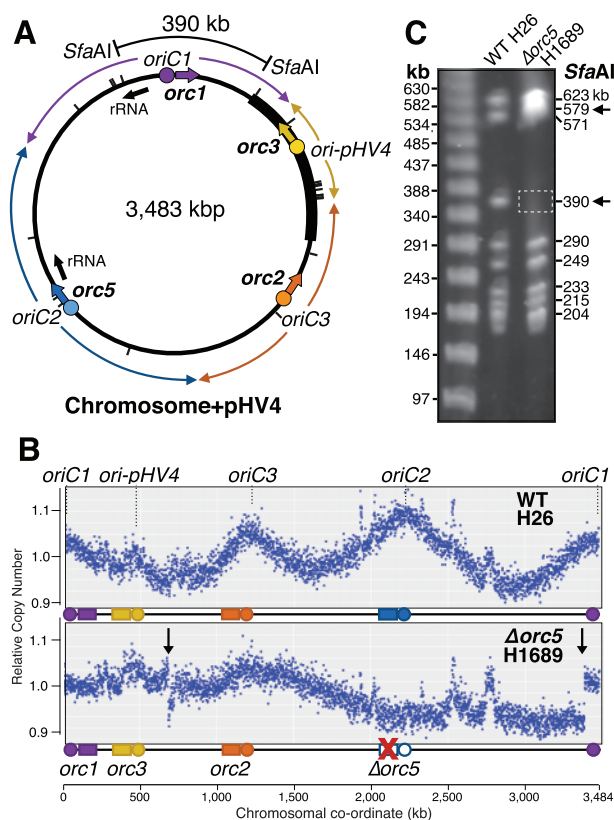 A
390 kb
SfaAI
oriC1
SfaAI
rRNA
orc1
orc3
ori-pHV4
3,483 kbp
rRNA
orc5
orc2
oriC2
oriC3
Chromosome+pHV4
C
WT H26
Δorc5
H1689
kb
SfaAI
630
582
534
485
437
388
340
291
243
194
146
97
623 kb
579
571
390
290
249
233
215
204
B
oriC1
ori-pHV4
oriC3
oriC2
oriC1
WT
H26
Relative Copy Number
1.1
1.0
0.9
Δorc5
H1689
1.1
1.0
0.9
X
orc1
orc3
orc2
Δorc5
0
500
1,000
1,500
2,000
2,500
3,000
3,484
Chromosomal co-ordinate (kb)